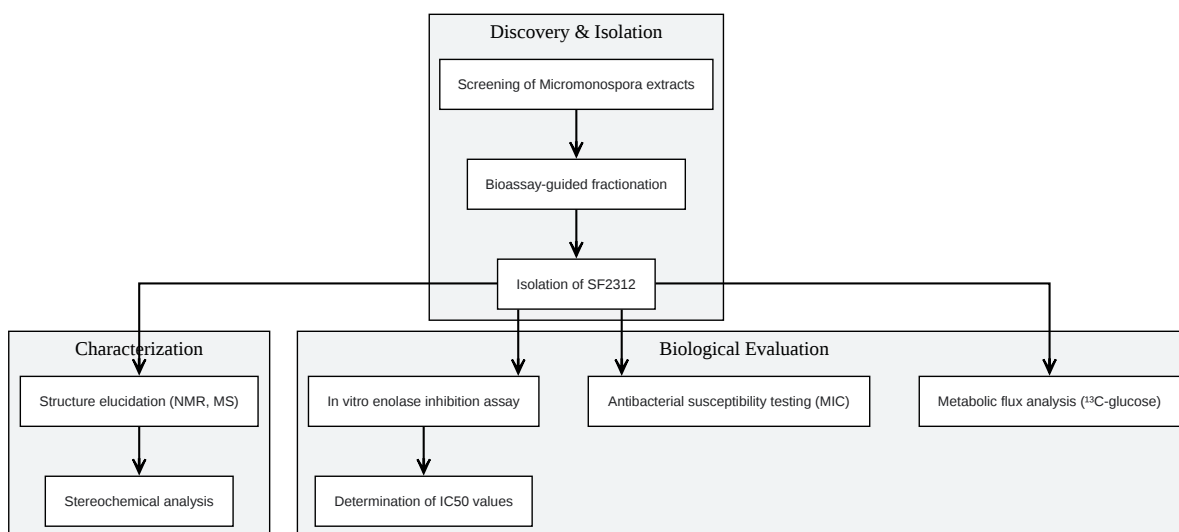 Discovery & Isolation
Screening of Micromonospora extracts
Bioassay-guided fractionation
Isolation of SF2312
Characterization
Structure elucidation (NMR, MS)
Stereochemical analysis
Biological Evaluation
In vitro enolase inhibition assay
Antibacterial susceptibility testing (MIC)
Metabolic flux analysis (¹³C-glucose)
Determination of IC50 values